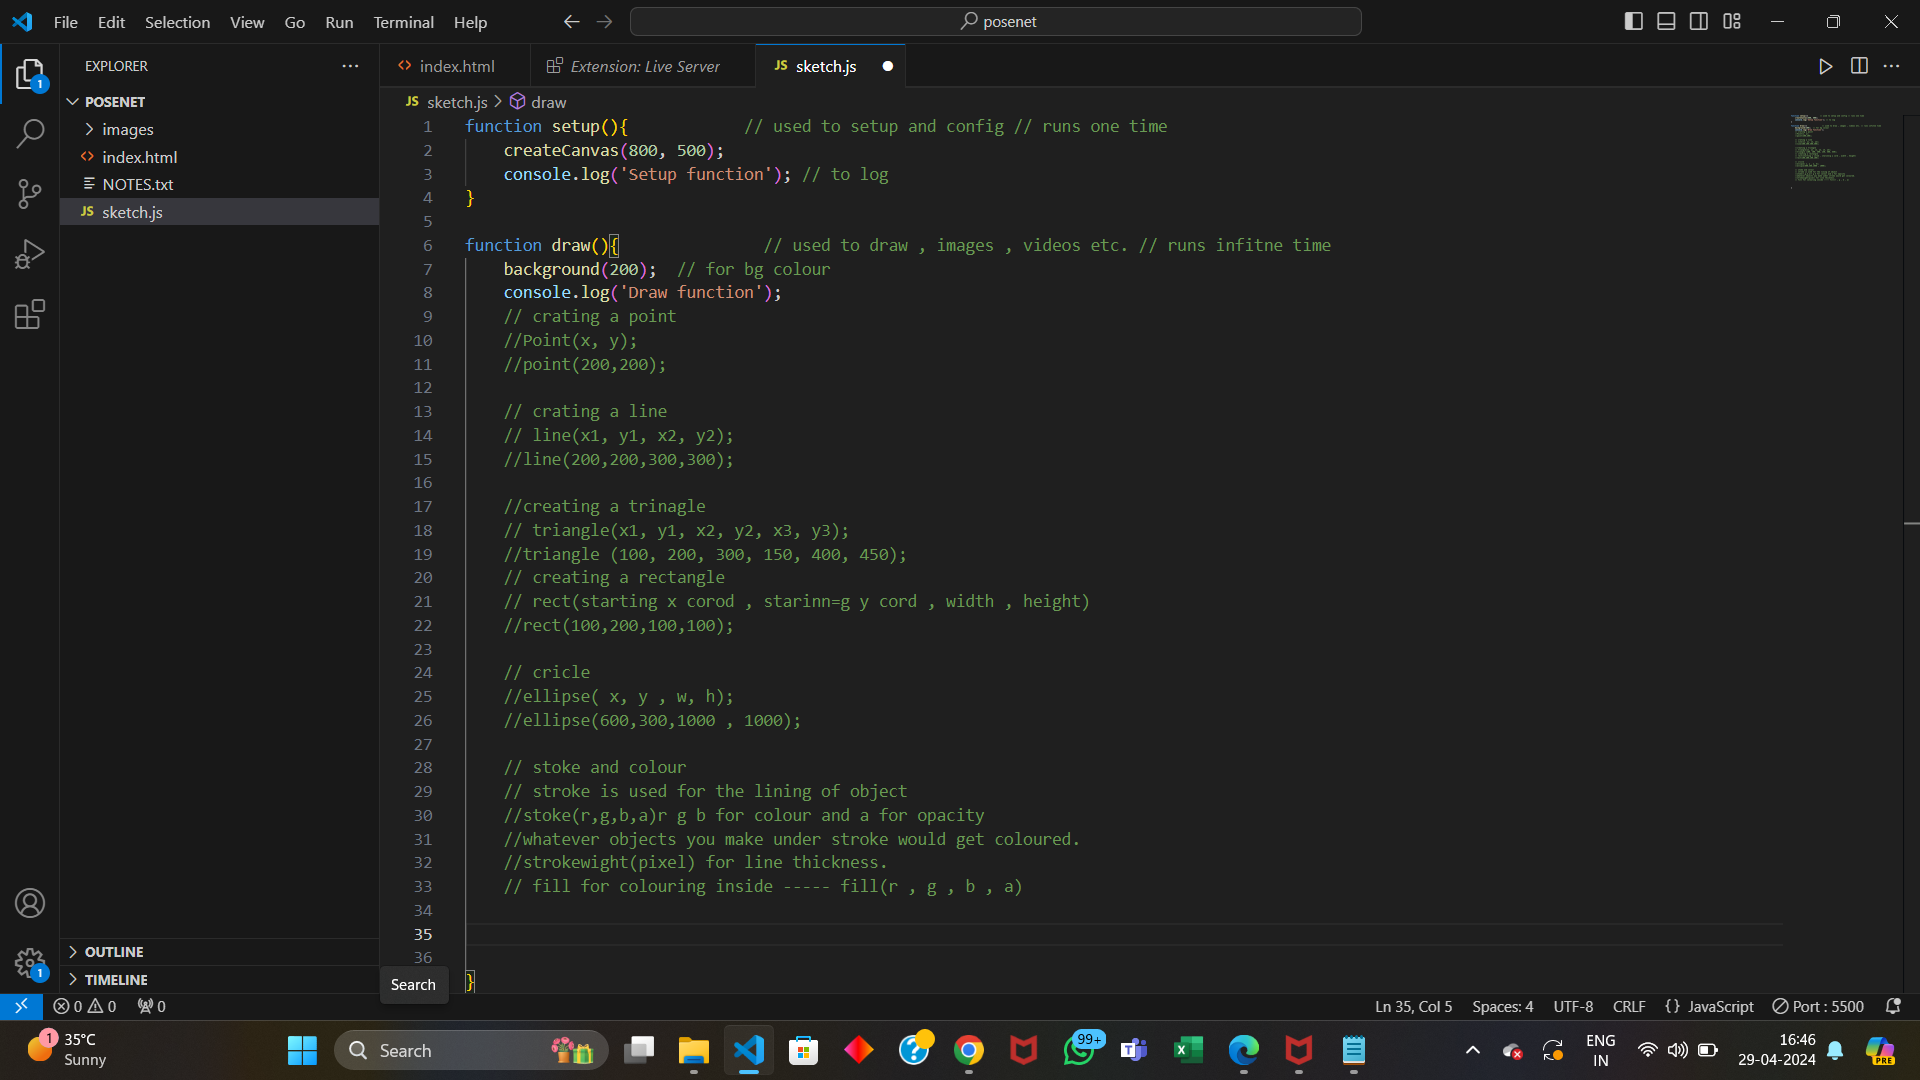 File Edit Selection View Go Run Terminal Help
posenet
EXPLORER
index.html
Extension: Live Server
JS sketch.js
POSENET
images
index.html
NOTES.txt
JS sketch.js
JS sketch.js > draw
1 function setup(){ // used to setup and config // runs one time
2 createCanvas(800, 500);
3 console.log('Setup function'); // to log
4 }
5
6 function draw(){ // used to draw , images , videos etc. // runs infitne time
7 background(200); // for bg colour
8 console.log('Draw function');
9 // crating a point
10 //Point(x, y);
11 //point(200,200);
12
13 // crating a line
14 // line(x1, y1, x2, y2);
15 //line(200,200,300,300);
16
17 //creating a trinagle
18 // triangle(x1, y1, x2, y2, x3, y3);
19 //triangle (100, 200, 300, 150, 400, 450);
20 // creating a rectangle
21 // rect(starting x corod , starinn=g y cord , width , height)
22 //rect(100,200,100,100);
23
24 // cricle
25 //ellipse( x, y , w, h);
26 //ellipse(600,300,1000 , 1000);
27
28 // stoke and colour
29 // stroke is used for the lining of object
30 //stoke(r,g,b,a)r g b for colour and a for opacity
31 //whatever objects you make under stroke would get coloured.
32 //strokewight(pixel) for line thickness.
33 // fill for colouring inside ----- fill(r , g , b , a)
34
35
36
}
1
1
OUTLINE
TIMELINE
Search
0 0 0
Ln 35, Col 5 Spaces: 4 UTF-8 CRLF {} JavaScript Port : 5500
1
35°C
Sunny
Search
99+
ENG
IN
16:46
29-04-2024
PRE